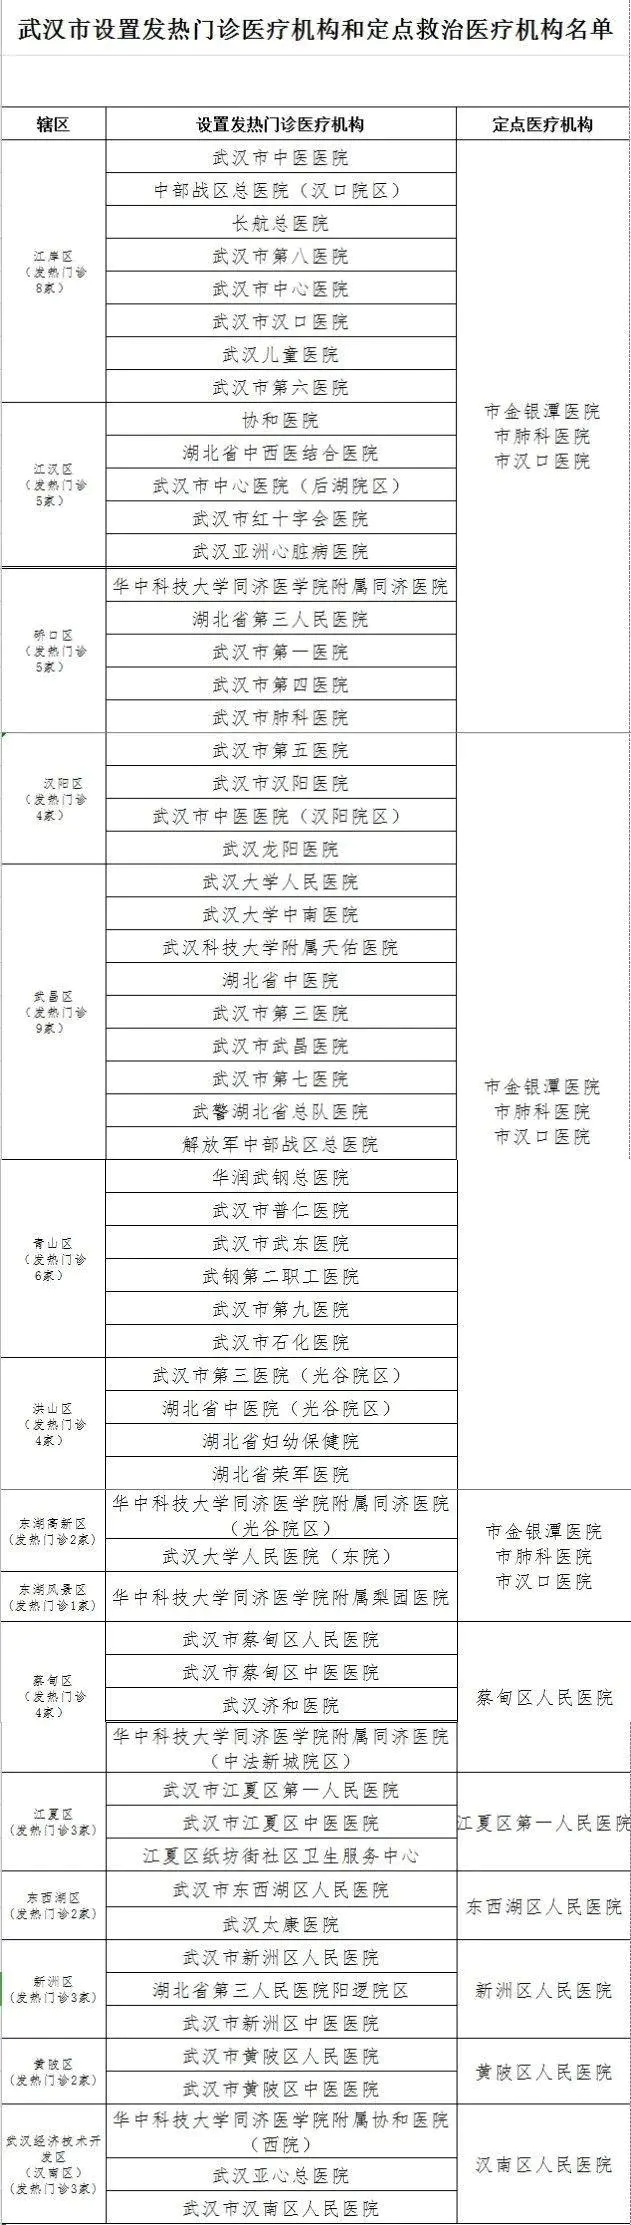 武汉市设置发热门诊医疗机构和定点救治医疗机构名单
辖区
设置发热门诊医疗机构
定点医疗机构
江岸区
（发热门诊
8家）
武汉市中医医院
中部战区总医院（汉口院区）
长航总医院
武汉市第八医院
武汉市中心医院
武汉市汉口医院
武汉儿童医院
武汉市第六医院
市金银潭医院
市肺科医院
市汉口医院
江汉区
（发热门诊
5家）
协和医院
湖北省中西医结合医院
武汉市中心医院（后湖院区）
武汉市红十字会医院
武汉亚洲心脏病医院
硚口区
（发热门诊
5家）
华中科技大学同济医学院附属同济医院
湖北省第三人民医院
武汉市第一医院
武汉市第四医院
武汉市肺科医院
汉阳区
（发热门诊
4家）
武汉市第五医院
武汉市汉阳医院
武汉市中医医院（汉阳院区）
武汉龙阳医院
武昌区
（发热门诊
9家）
武汉大学人民医院
武汉大学中南医院
武汉科技大学附属天佑医院
湖北省中医院
武汉市第三医院
武汉市武昌医院
武汉市第七医院
武警湖北省总队医院
解放军中部战区总医院
市金银潭医院
市肺科医院
市汉口医院
青山区
（发热门诊
6家）
华润武钢总医院
武汉市普仁医院
武汉市武东医院
武钢第二职工医院
武汉市第九医院
武汉市石化医院
洪山区
（发热门诊
4家）
武汉市第三医院（光谷院区）
湖北省中医院（光谷院区）
湖北省妇幼保健院
湖北省荣军医院
东湖高新区
(发热门诊2家)
华中科技大学同济医学院附属同济医院
（光谷院区）
武汉大学人民医院（东院）
市金银潭医院
市肺科医院
市汉口医院
东湖风景区
(发热门诊1家)
华中科技大学同济医学院附属梨园医院
蔡甸区
（发热门诊
4家）
武汉市蔡甸区人民医院
武汉市蔡甸区中医医院
武汉济和医院
华中科技大学同济医学院附属同济医院
（中法新城院区）
蔡甸区人民医院
江夏区
(发热门诊3家)
武汉市江夏区第一人民医院
武汉市江夏区中医医院
江夏区纸坊街社区卫生服务中心
江夏区第一人民医院
东西湖区
(发热门诊2家)
武汉市东西湖区人民医院
武汉太康医院
东西湖区人民医院
新洲区
(发热门诊3家)
武汉市新洲区人民医院
湖北省第三人民医院阳逻院区
武汉市新洲区中医医院
新洲区人民医院
黄陂区
(发热门诊2家)
武汉市黄陂区人民医院
武汉市黄陂区中医医院
黄陂区人民医院
武汉经济技术开
发区
（汉南区）
(发热门诊3家)
华中科技大学同济医学院附属协和医院
（西院）
武汉亚心总医院
武汉市汉南区人民医院
汉南区人民医院